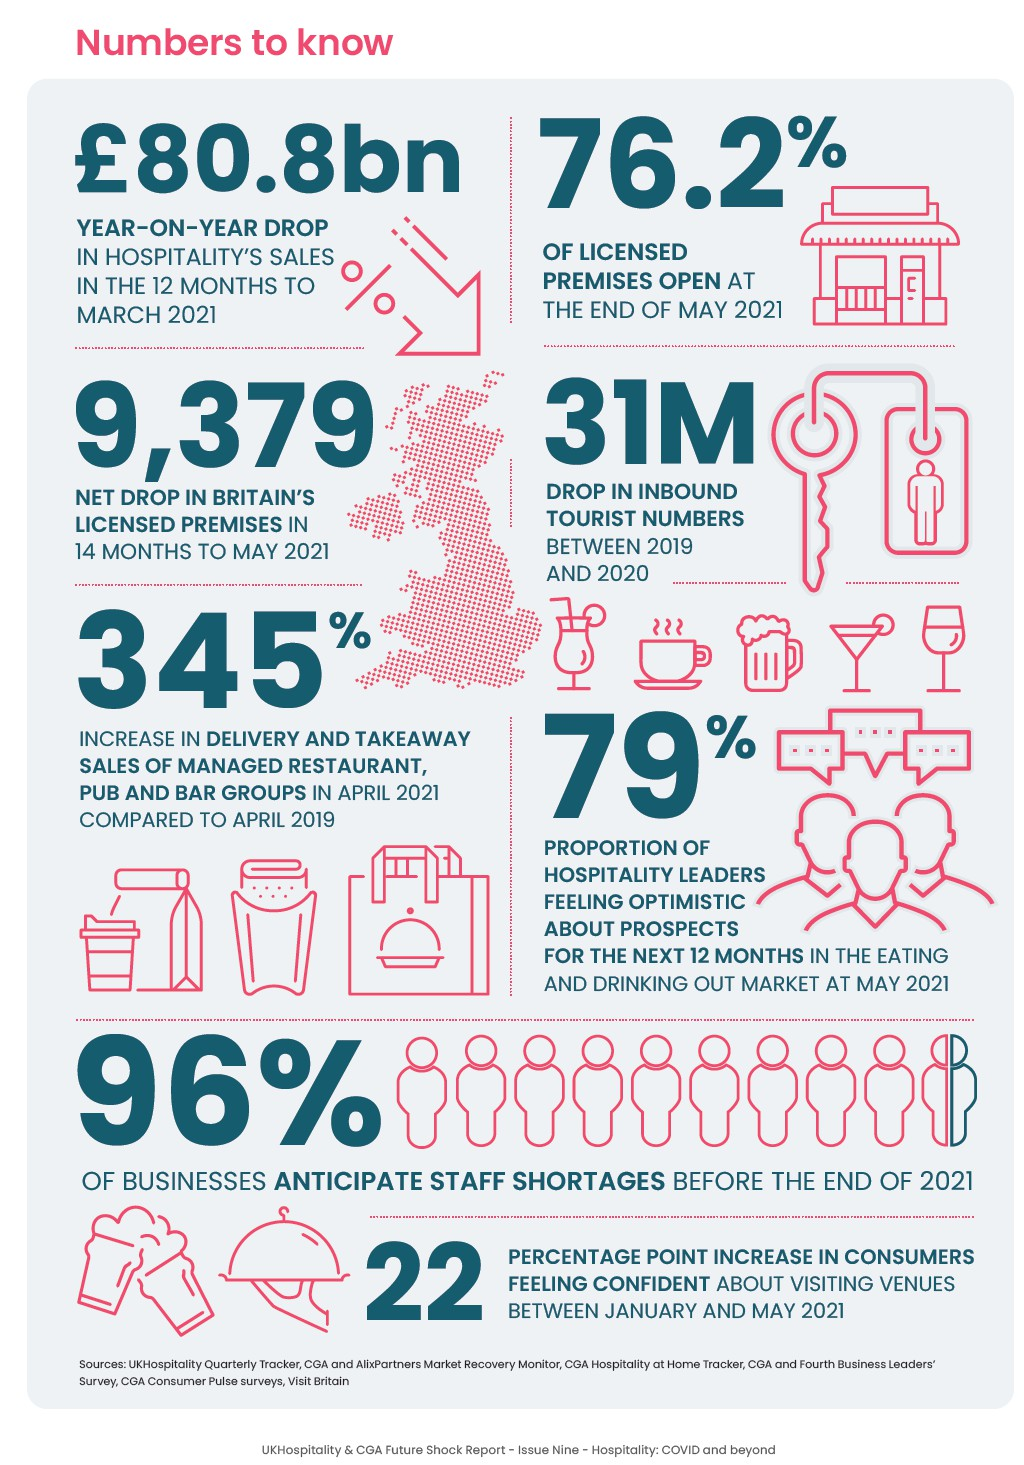 Numbers to know
£80.8bn
YEAR-ON-YEAR DROP
IN HOSPITALITY'S SALES
IN THE 12 MONTHS TO
MARCH 2021
76.2%
OF LICENSED
PREMISES OPEN AT
THE END OF MAY 2021
9,379
NET DROP IN BRITAIN'S
LICENSED PREMISES IN
14 MONTHS TO MAY 2021
31M
DROP IN INBOUND
TOURIST NUMBERS
BETWEEN 2019
AND 2020
345%
INCREASE IN DELIVERY AND TAKEAWAY
SALES OF MANAGED RESTAURANT,
PUB AND BAR GROUPS IN APRIL 2021
COMPARED TO APRIL 2019
79%
PROPORTION OF
HOSPITALITY LEADERS
FEELING OPTIMISTIC
ABOUT PROSPECTS
FOR THE NEXT 12 MONTHS IN THE EATING
AND DRINKING OUT MARKET AT MAY 2021
96%
OF BUSINESSES ANTICIPATE STAFF SHORTAGES BEFORE THE END OF 2021
22
PERCENTAGE POINT INCREASE IN CONSUMERS
FEELING CONFIDENT ABOUT VISITING VENUES
BETWEEN JANUARY AND MAY 2021
Sources: UKHospitality Quarterly Tracker, CGA and AlixPartners Market Recovery Monitor, CGA Hospitality at Home Tracker, CGA and Fourth Business Leaders'
Survey, CGA Consumer Pulse surveys, Visit Britain
UKHospitality & CGA Future Shock Report - Issue Nine - Hospitality: COVID and beyond